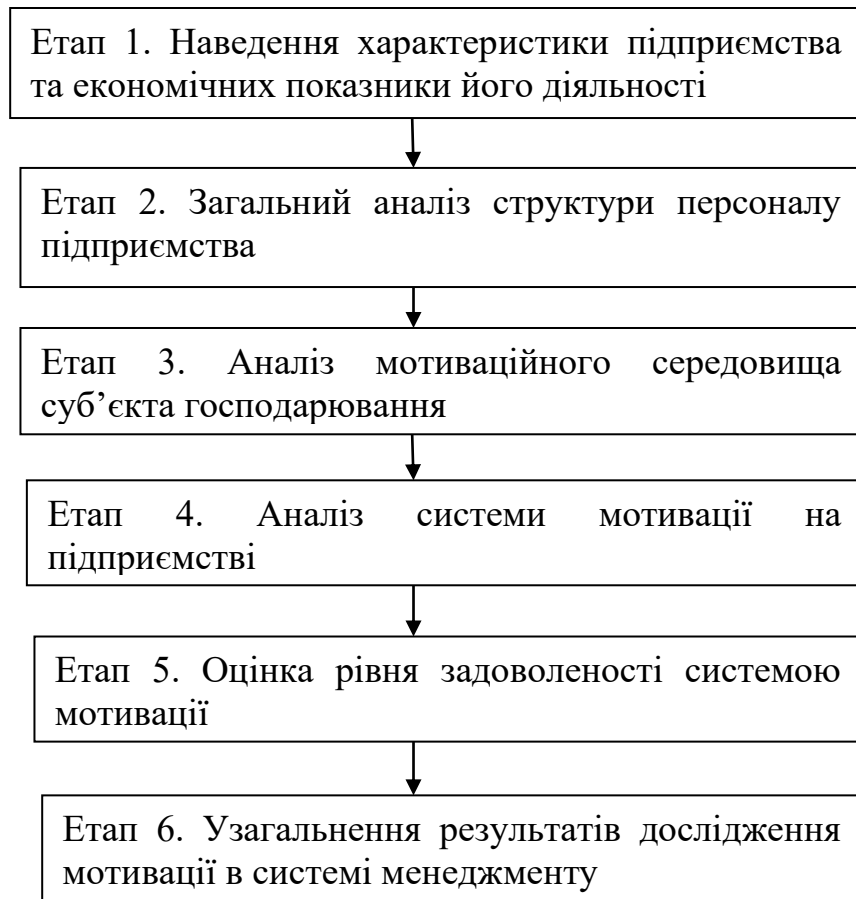 Етап 1. Наведення характеристики підприємства
та економічних показники його діяльності
Етап 2. Загальний аналіз структури персоналу
підприємства
Етап 3. Аналіз мотиваційного середовища
суб’єкта господарювання
Етап 4. Аналіз системи мотивації на
підприємстві
Етап 5. Оцінка рівня задоволеності системою
мотивації
Етап 6. Узагальнення результатів дослідження
мотивації в системі менеджменту